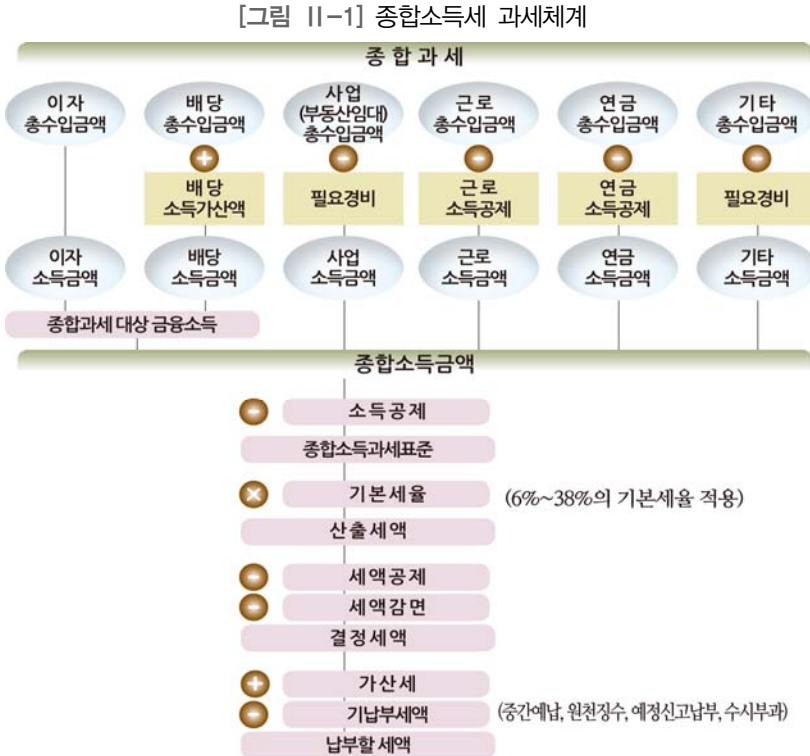 [그림 Ⅱ-1] 종합소득세 과세체계
종합과세
이자
총수입금액
배당
총수입금액
사업
(부동산임대)
총수입금액
근로
총수입금액
연금
총수입금액
기타
총수입금액
+
-
-
-
-
배당
소득가산액
필요경비
근로
소득공제
연금
소득공제
필요경비
이자
소득금액
배당
소득금액
사업
소득금액
근로
소득금액
연금
소득금액
기타
소득금액
종합과세 대상 금융소득
종합소득금액
- 소득공제
종합소득과세표준
× 기본세율 (6%~38%의 기본세율 적용)
산출세액
- 세액공제
- 세액감면
결정세액
+ 가산세
- 기납부세액 (중간예납, 원천징수, 예정신고납부, 수시부과)
납부할 세액